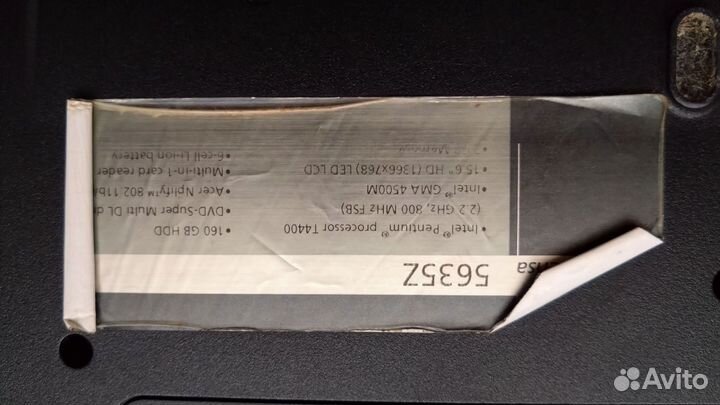 nsa
5635Z
• Intel® Pentium® processor T4400
(2.2 GHz, 800 MHz FSB)
• Intel® GMA 4500M
• 15.6" HD (1366x768) LED LCD
Memory
• 160 GB HDD
• DVD-Super Multi DL d
• Acer Nplify™ 802.11b
• Multi-in-1 card reader
• 6-cell Li-ion battery
Avito